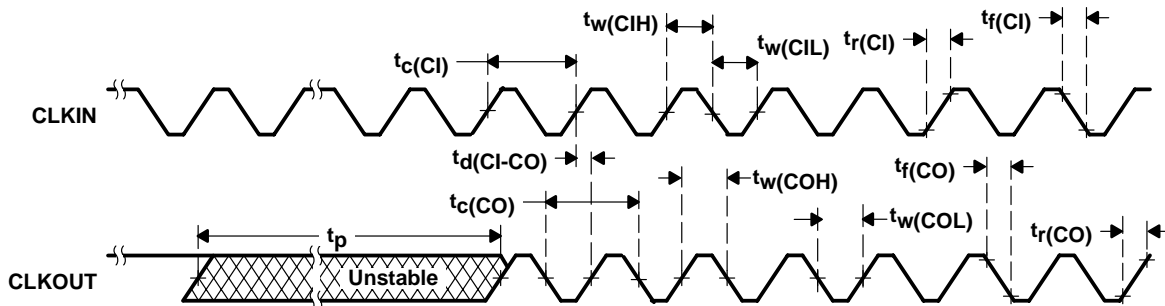 tw(CIH)
tf(CI)
tr(CI)
tw(CIL)
tc(CI)
CLKIN
td(CI-CO)
tf(CO)
tw(COH)
tc(CO)
tw(COL)
tr(CO)
tp
CLKOUT
Unstable